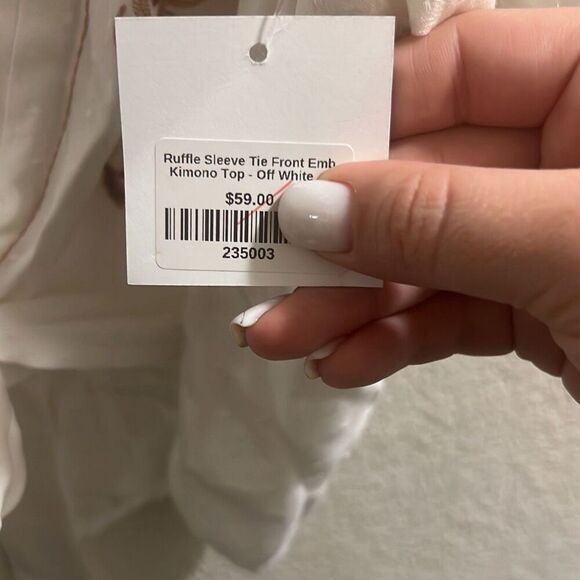 Ruffle Sleeve Tie Front Emb
Kimono Top - Off White
$59.00
235003